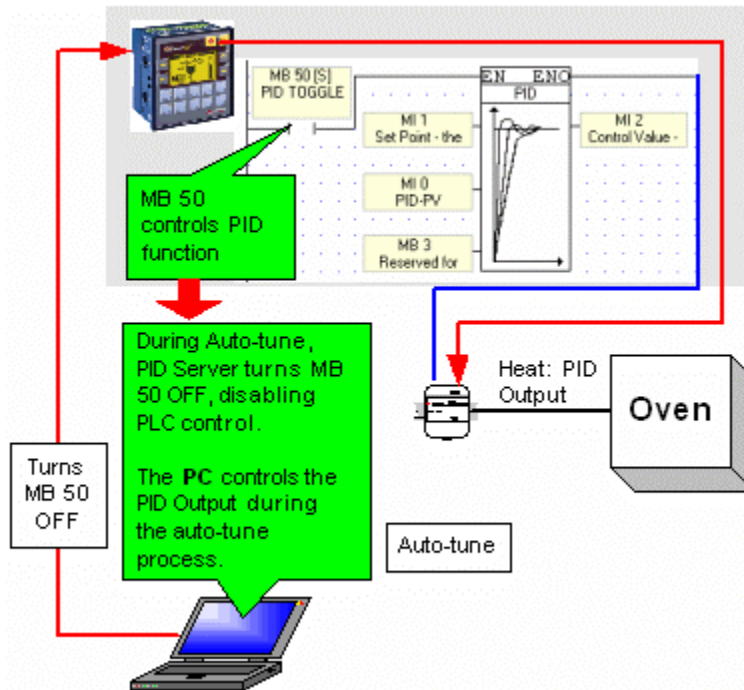 MB 50 [S]
PID TOGGLE
EN ENO
PID
MI 1
Set Point - the
MI 2
Control Value -
MI 0
PID-PV
MB 3
Reserved for
MB 50
controls PID
function
During Auto-tune,
PID Server turns MB
50 OFF, disabling
PLC control.
The PC controls the
PID Output during
the auto-tune
process.
Heat: PID
Output
Oven
Turns
MB 50
OFF
Auto-tune